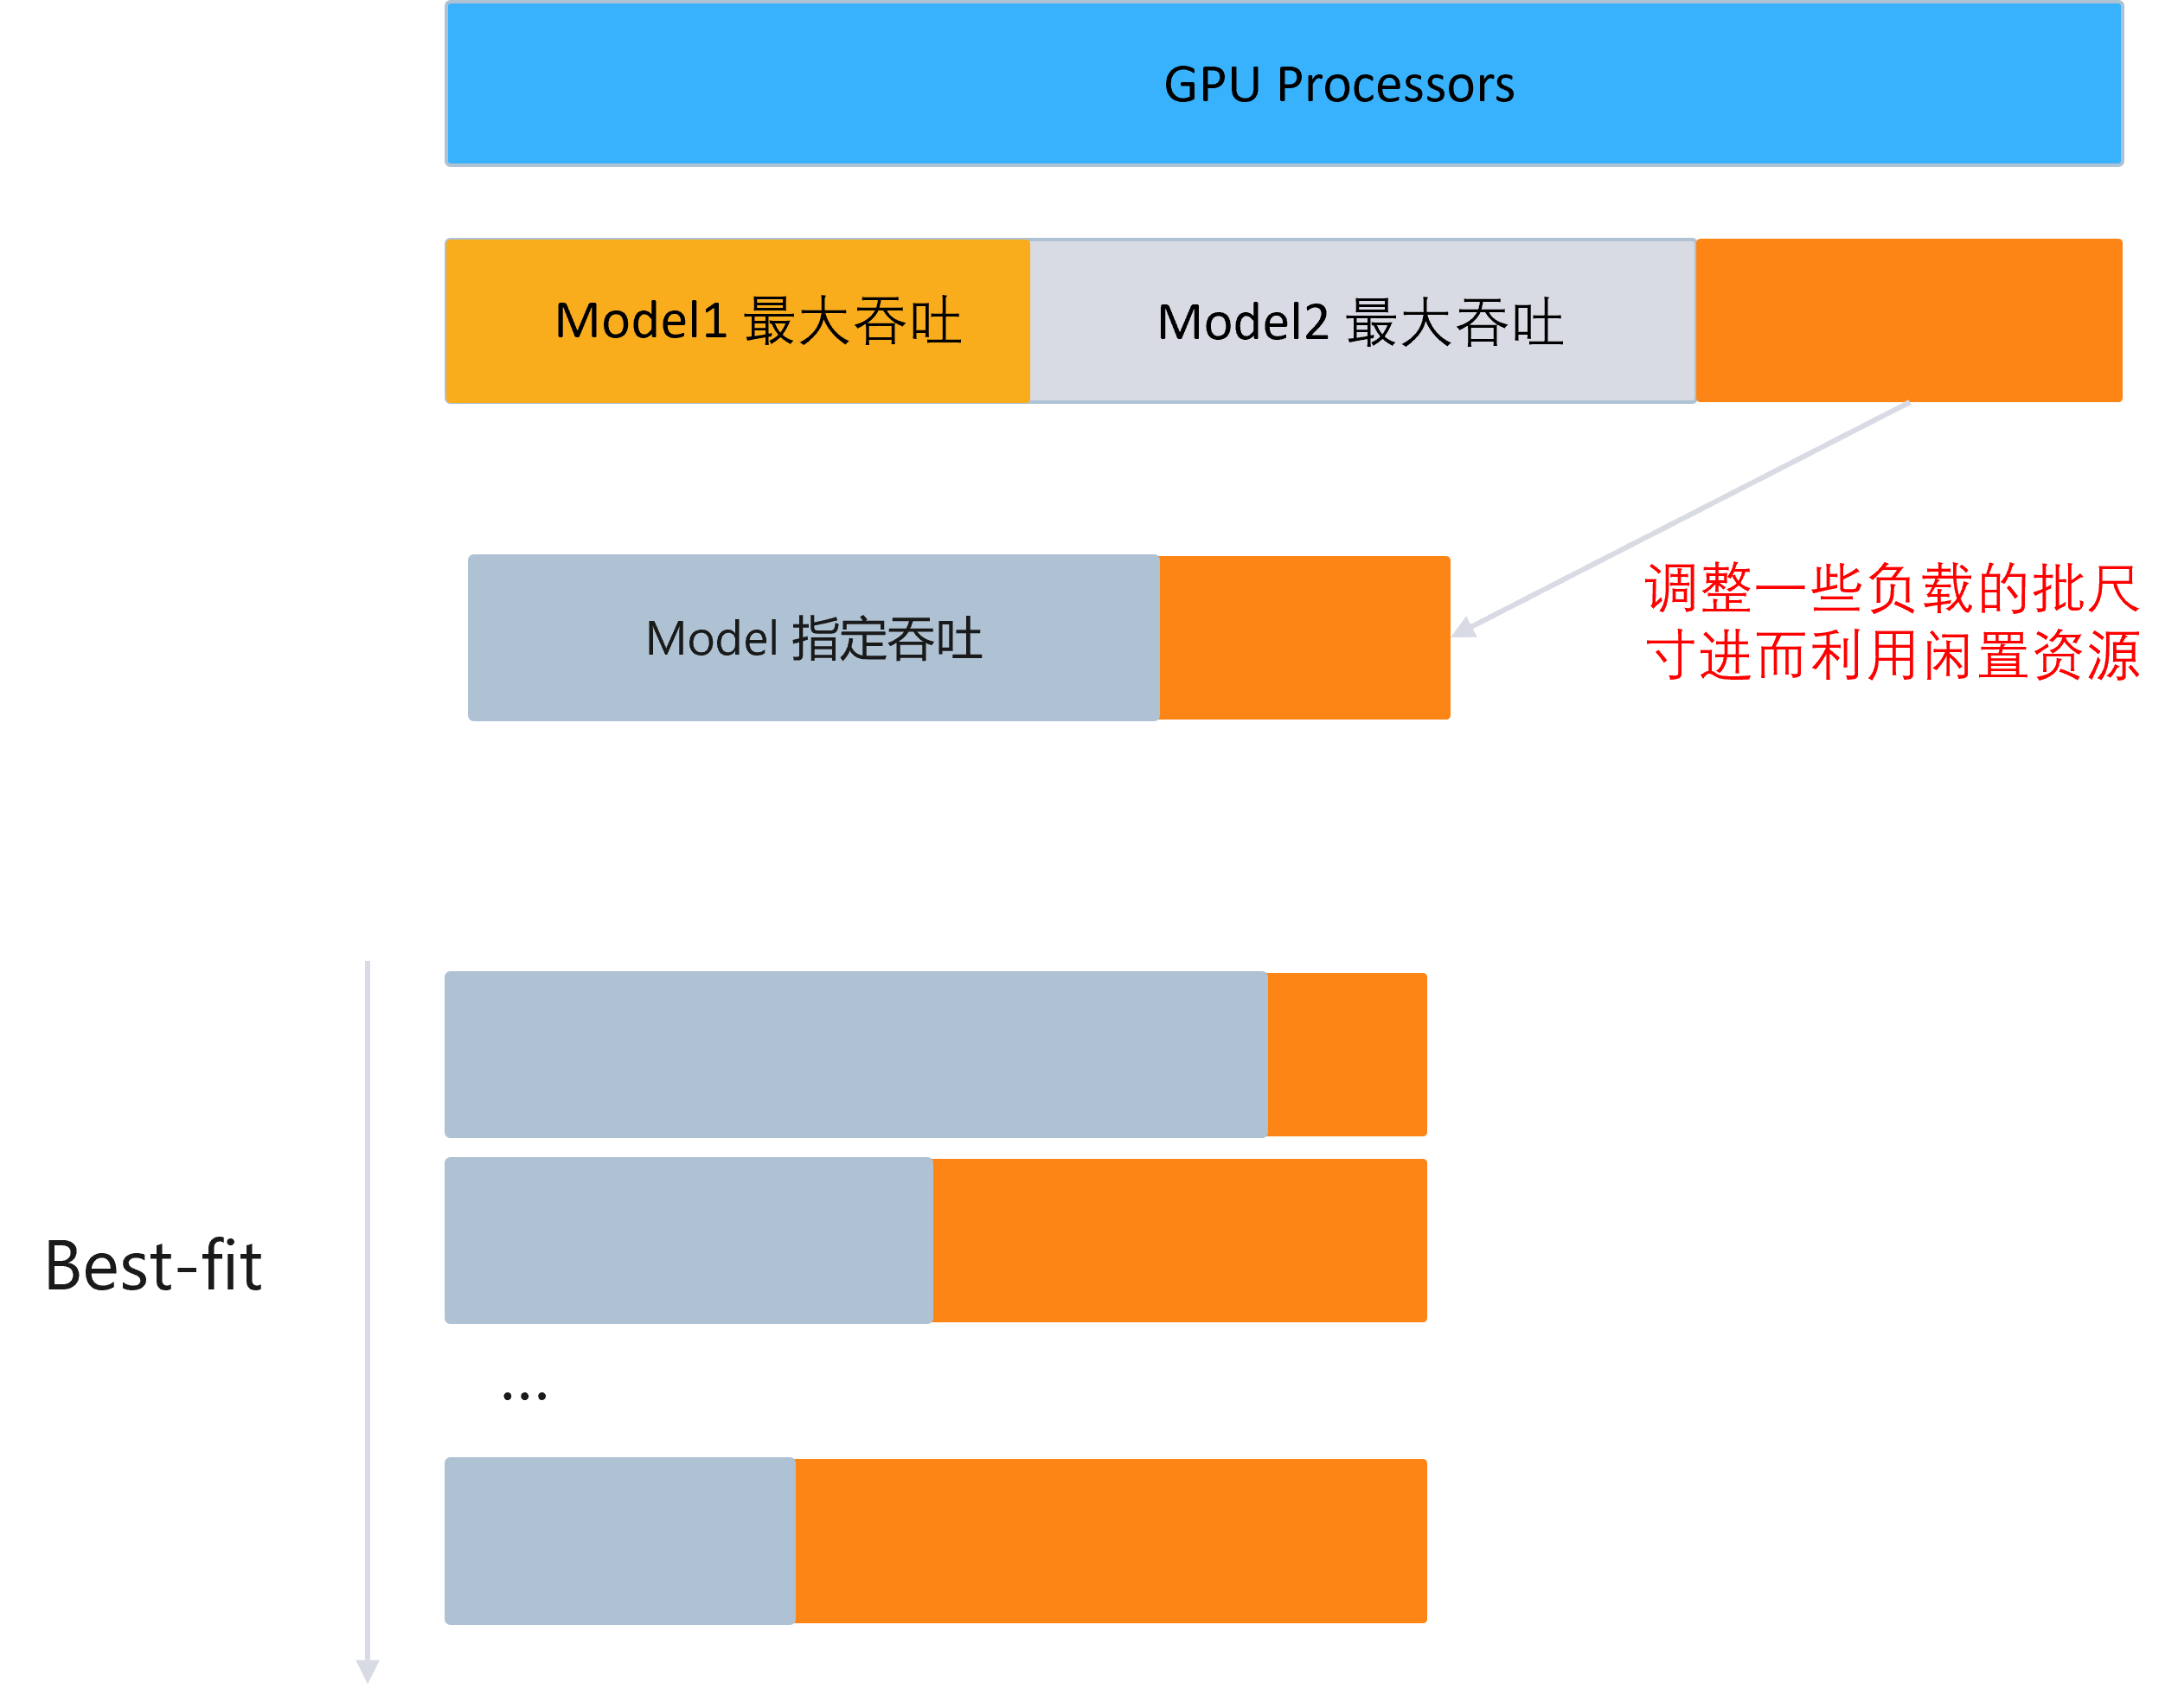 GPU Processors
Model1 最大吞吐
Model2 最大吞吐
Model 指定吞吐
调整一些负载的批尺
寸进而利用闲置资源
Best-fit
...